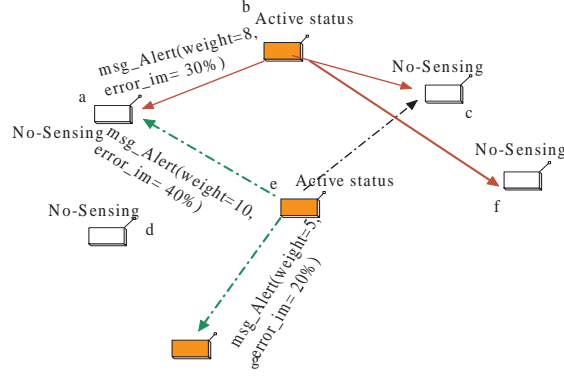 b
Active status
msg_Alert(weight=8,
error_im= 30%)
No-Sensing
a
c
No-Sensing
msg_Alert(weight=10,
error_im= 40%)
No-Sensing
f
e
Active status
No-Sensing
d
msg_Alert(weight=5,
error_im= 20%)
g